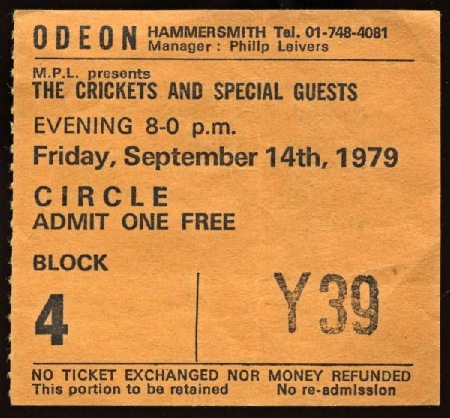 ODEON HAMMERSMITH Tel. 01-748-4081
Manager : Philip Leivers
M.P.L. presents
THE CRICKETS AND SPECIAL GUESTS
EVENING 8-0 p.m.
Friday, September 14th, 1979
CIRCLE
ADMIT ONE FREE
BLOCK
4 Y39
NO TICKET EXCHANGED NOR MONEY REFUNDED
This portion to be retained No re-admission